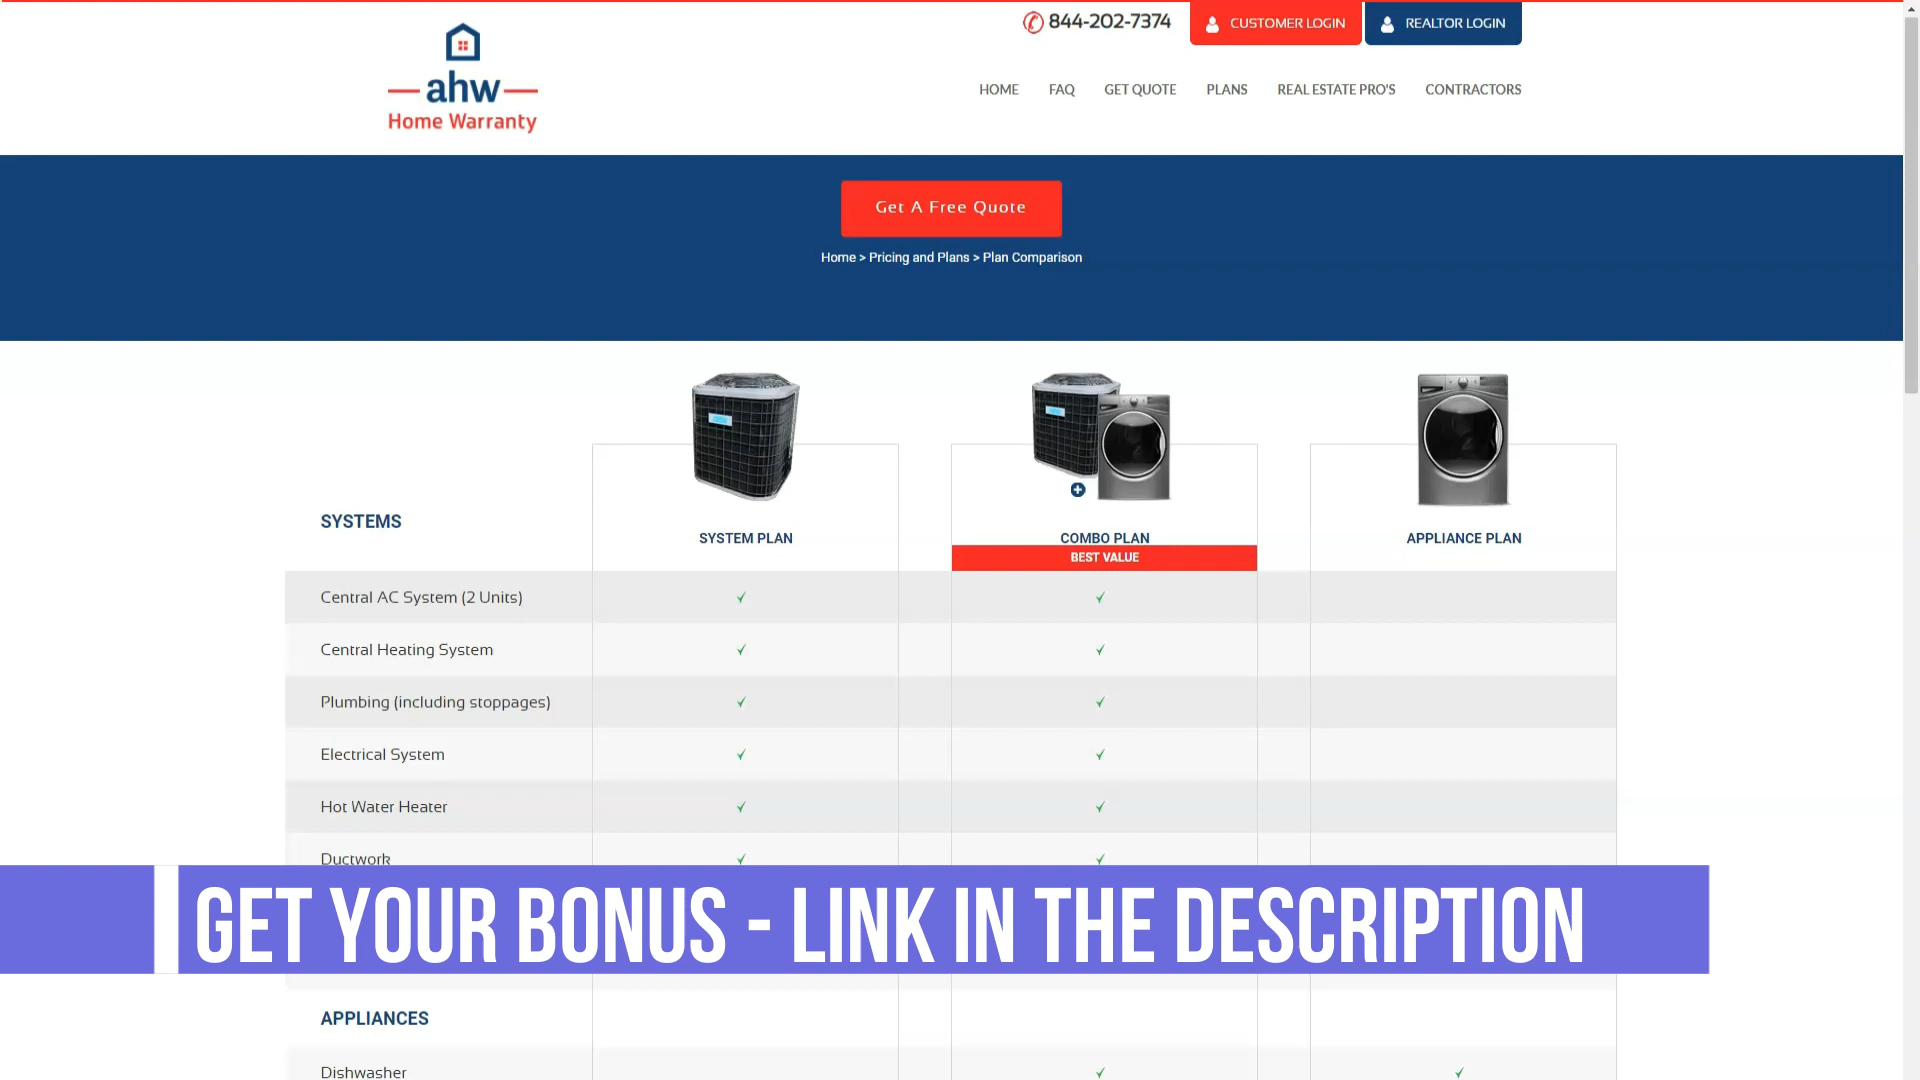 844-202-7374
CUSTOMER LOGIN
REALTOR LOGIN
ahw
Home Warranty
HOME
FAQ
GET QUOTE
PLANS
REAL ESTATE PRO'S
CONTRACTORS
Get A Free Quote
Home > Pricing and Plans > Plan Comparison
SYSTEMS
SYSTEM PLAN
COMBO PLAN
APPLIANCE PLAN
BEST VALUE
Central AC System (2 Units)
Central Heating System
Plumbing (including stoppages)
Electrical System
Hot Water Heater
Ductwork
GET YOUR BONUS - LINK IN THE DESCRIPTION
APPLIANCES
Dishwasher